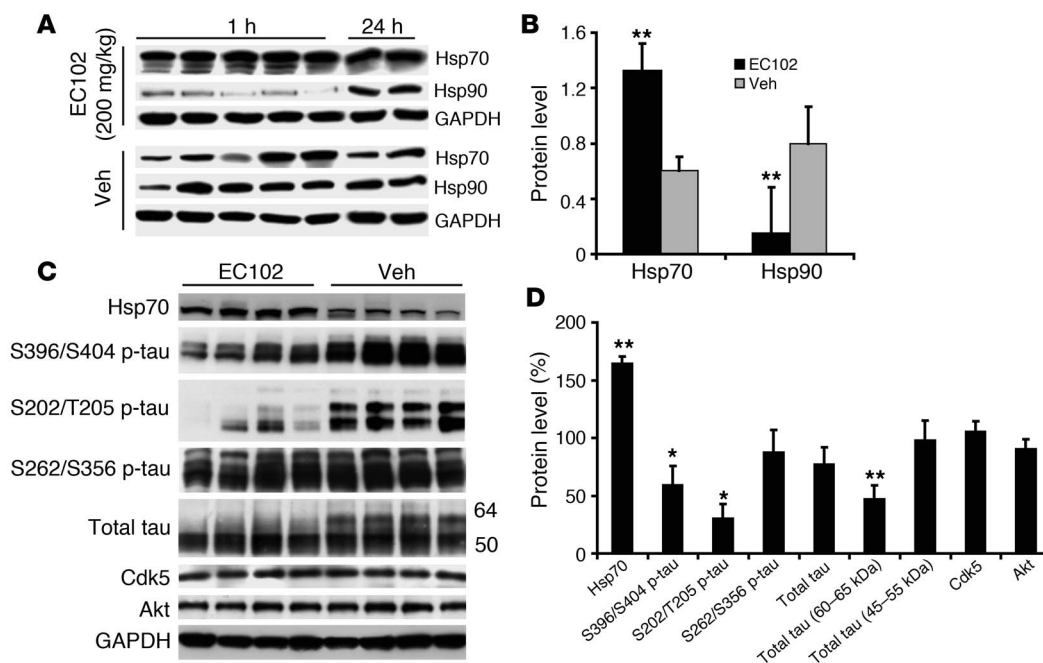 A
1 h
24 h
EC102
(200 mg/kg)
Hsp70
Hsp90
GAPDH
Veh
Hsp70
Hsp90
GAPDH
B
1.6
1.2
0.8
0.4
0
Protein level
**
**
EC102
Veh
Hsp70
Hsp90
C
EC102
Veh
Hsp70
S396/S404 p-tau
S202/T205 p-tau
S262/S356 p-tau
Total tau
64
50
Cdk5
Akt
GAPDH
D
200
150
100
50
0
Protein level (%)
**
*
*
**
Hsp70
S396/S404 p-tau
S202/T205 p-tau
S262/S356 p-tau
Total tau
Total tau (60–65 kDa)
Total tau (45–55 kDa)
Cdk5
Akt